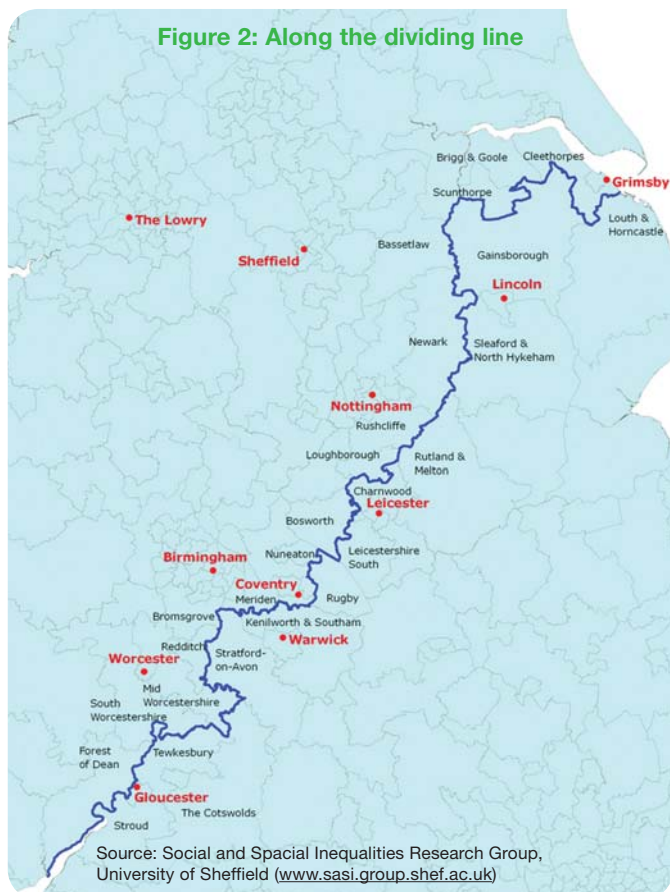 Figure 2: Along the dividing line
Brigg & Goole
Cleethorpes
Grimsby
Scunthorpe
The Lowry
Louth &
Horncastle
Bassetlaw
Sheffield
Gainsborough
Lincoln
Newark
Sleaford &
North Hykeham
Nottingham
Rushcliffe
Loughborough
Rutland &
Melton
Charnwood
Leicester
Bosworth
Nuneaton
Leicestershire
South
Birmingham
Coventry
Meriden
Rugby
Bromsgrove
Kenilworth & Southam
Warwick
Redditch
Stratford-
on-Avon
Worcester
Mid
Worcestershire
South
Worcestershire
Forest
of Dean
Tewkesbury
Gloucester
The Cotswolds
Stroud
Source: Social and Spacial Inequalities Research Group,
University of Sheffield (www.sasi.group.shef.ac.uk)